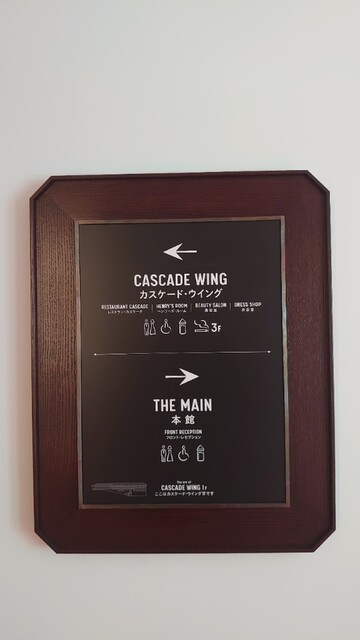 CASCADE WING
カスケード・ウイング
RESTAURANT CASCADE | HENRY'S ROOM | BEAUTY SALON | DRESS SHOP
レストラン・カスケード ヘンリーズ・ルーム 美容室 衣裳室
3F
THE MAIN
本館
FRONT RECEPTION
フロント・レセプション
You are at
CASCADE WING 1F
ここはカスケード・ウイング1Fです